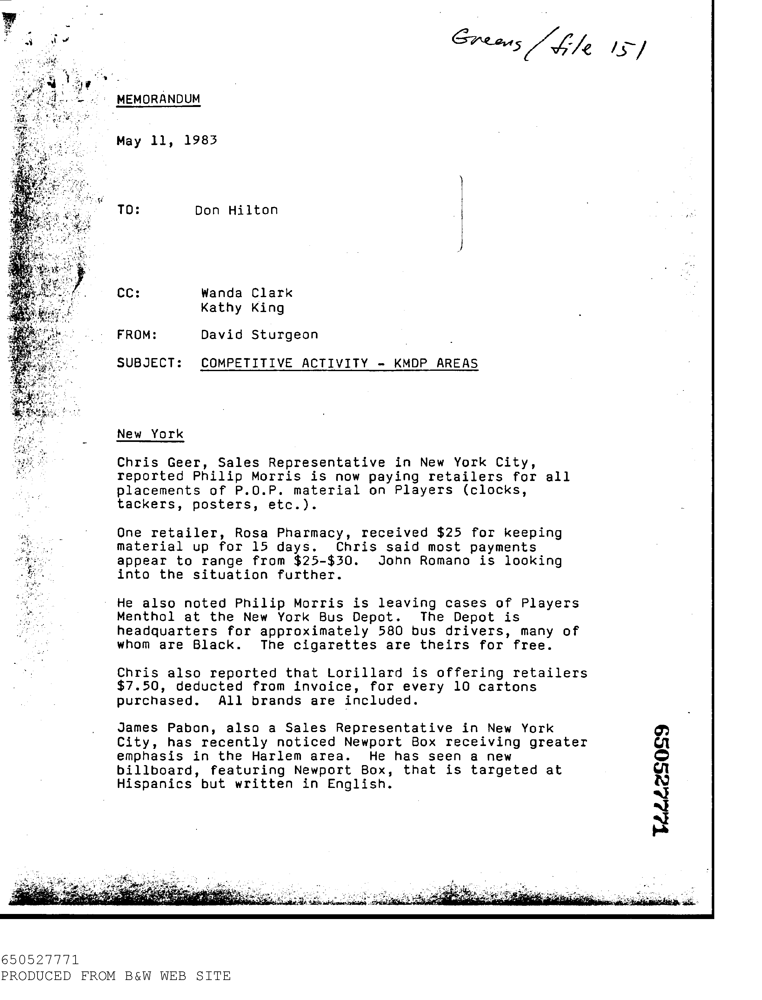 Greens/file 151
MEMORANDUM
May 11, 1983
TO: Don Hilton
CC: Wanda Clark
Kathy King
FROM: David Sturgeon
SUBJECT: COMPETITIVE ACTIVITY - KMDP AREAS
New York
Chris Geer, Sales Representative in New York City,
reported Philip Morris is now paying retailers for all
placements of P.O.P. material on Players (clocks,
tackers, posters, etc.).
One retailer, Rosa Pharmacy, received $25 for keeping
material up for 15 days. Chris said most payments
appear to range from $25-$30. John Romano is looking
into the situation further.
He also noted Philip Morris is leaving cases of Players
Menthol at the New York Bus Depot. The Depot is
headquarters for approximately 580 bus drivers, many of
whom are Black. The cigarettes are theirs for free.
Chris also reported that Lorillard is offering retailers
$7.50, deducted from invoice, for every 10 cartons
purchased. All brands are included.
James Pabon, also a Sales Representative in New York
City, has recently noticed Newport Box receiving greater
emphasis in the Harlem area. He has seen a new
billboard, featuring Newport Box, that is targeted at
Hispanics but written in English.
650527771
650527771
PRODUCED FROM B&W WEB SITE